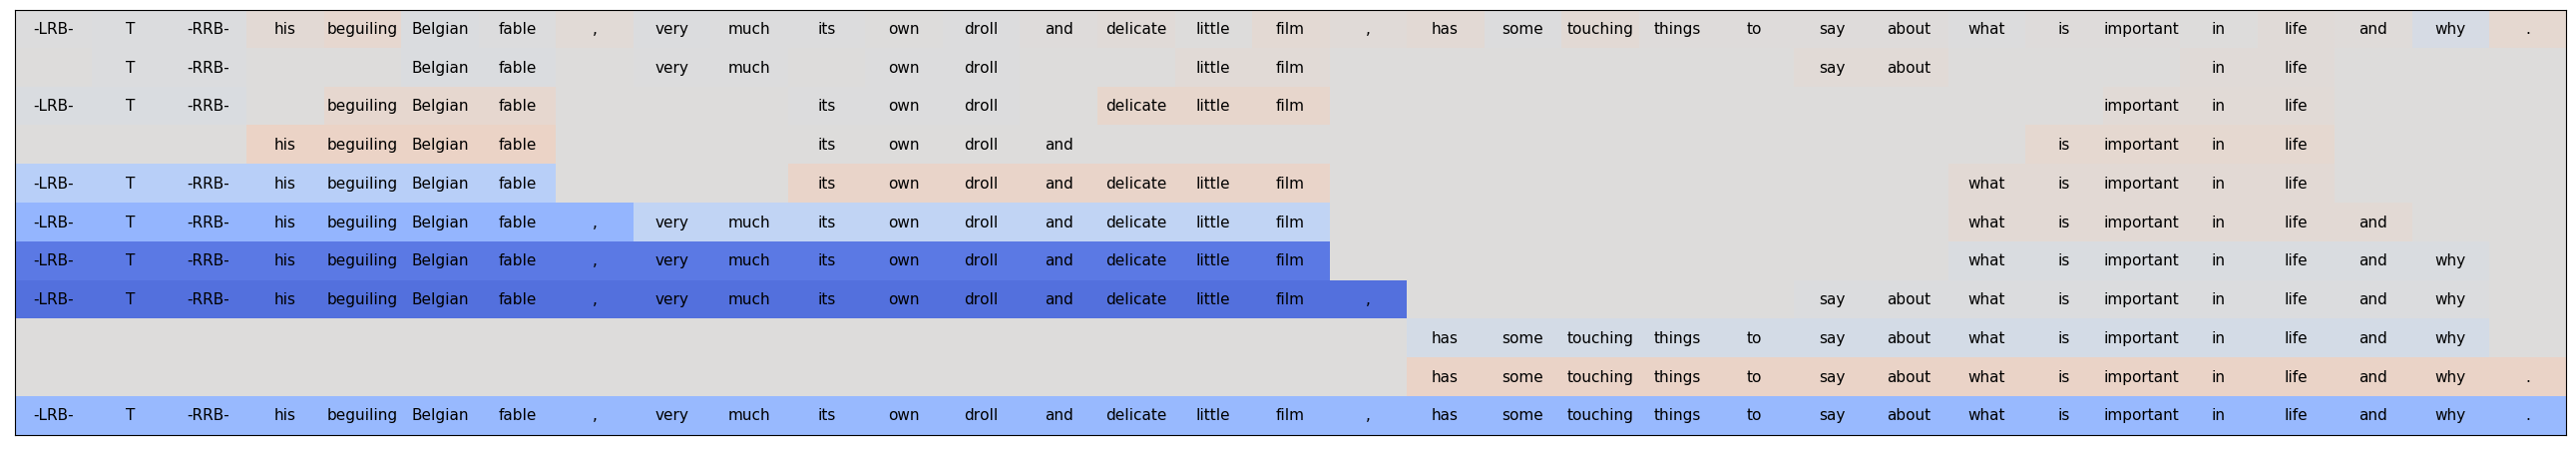 -LRB- T -RRB- his beguiling Belgian fable , very much its own droll and delicate little film , has some touching things to say about what is important in life and why .
T -RRB- Belgian fable very much own droll little film say about in life
-LRB- T -RRB- beguiling Belgian fable its own droll delicate little film important in life
his beguiling Belgian fable its own droll and is important in life
-LRB- T -RRB- his beguiling Belgian fable its own droll and delicate little film what is important in life
-LRB- T -RRB- his beguiling Belgian fable , very much its own droll and delicate little film what is important in life and
-LRB- T -RRB- his beguiling Belgian fable , very much its own droll and delicate little film what is important in life and why
-LRB- T -RRB- his beguiling Belgian fable , very much its own droll and delicate little film , say about what is important in life and why
has some touching things to say about what is important in life and why
has some touching things to say about what is important in life and why .
-LRB- T -RRB- his beguiling Belgian fable , very much its own droll and delicate little film , has some touching things to say about what is important in life and why .